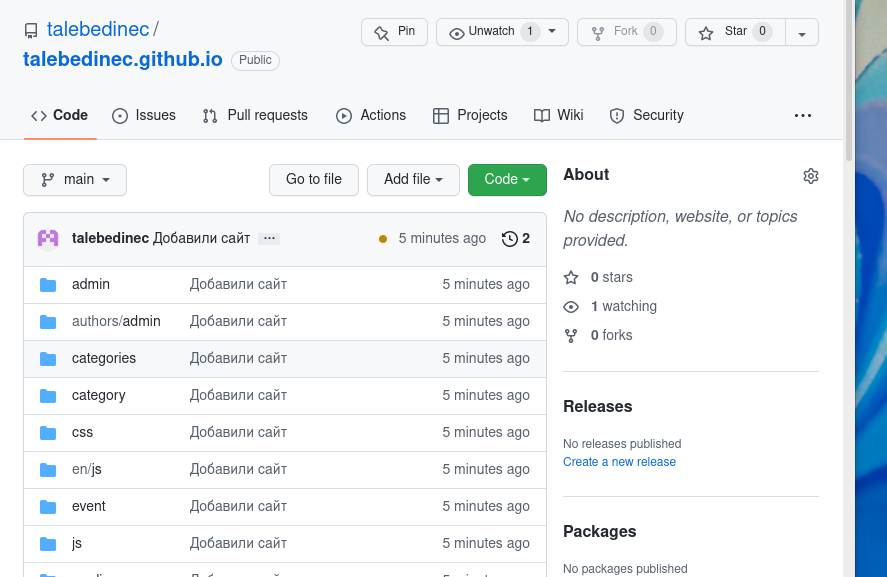 talebedinec /
talebedinec.github.io Public
Pin
Unwatch 1
Fork 0
Star 0
Code
Issues
Pull requests
Actions
Projects
Wiki
Security
main
Go to file
Add file
Code
talebedinec Добавили сайт
5 minutes ago
2
admin Добавили сайт 5 minutes ago
authors/admin Добавили сайт 5 minutes ago
categories Добавили сайт 5 minutes ago
category Добавили сайт 5 minutes ago
css Добавили сайт 5 minutes ago
en/js Добавили сайт 5 minutes ago
event Добавили сайт 5 minutes ago
js Добавили сайт 5 minutes ago
About
No description, website, or topics
provided.
0 stars
1 watching
0 forks
Releases
No releases published
Create a new release
Packages
No packages published